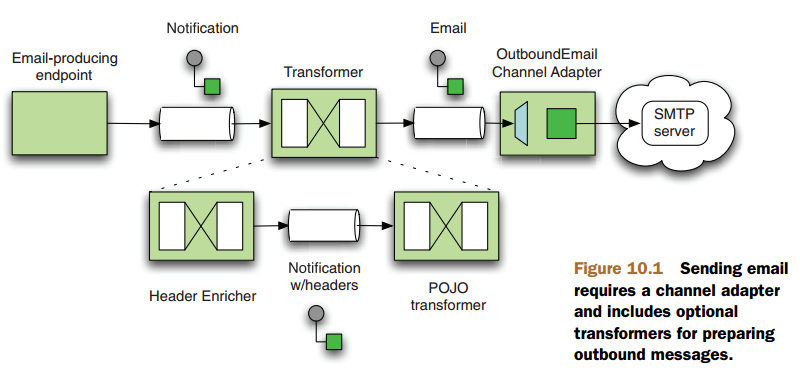 Notification
Email
Email-producing
endpoint
Transformer
OutboundEmail
Channel Adapter
SMTP
server
Header Enricher
Notification
w/headers
POJO
transformer
Figure 10.1 Sending email
requires a channel adapter
and includes optional
transformers for preparing
outbound messages.